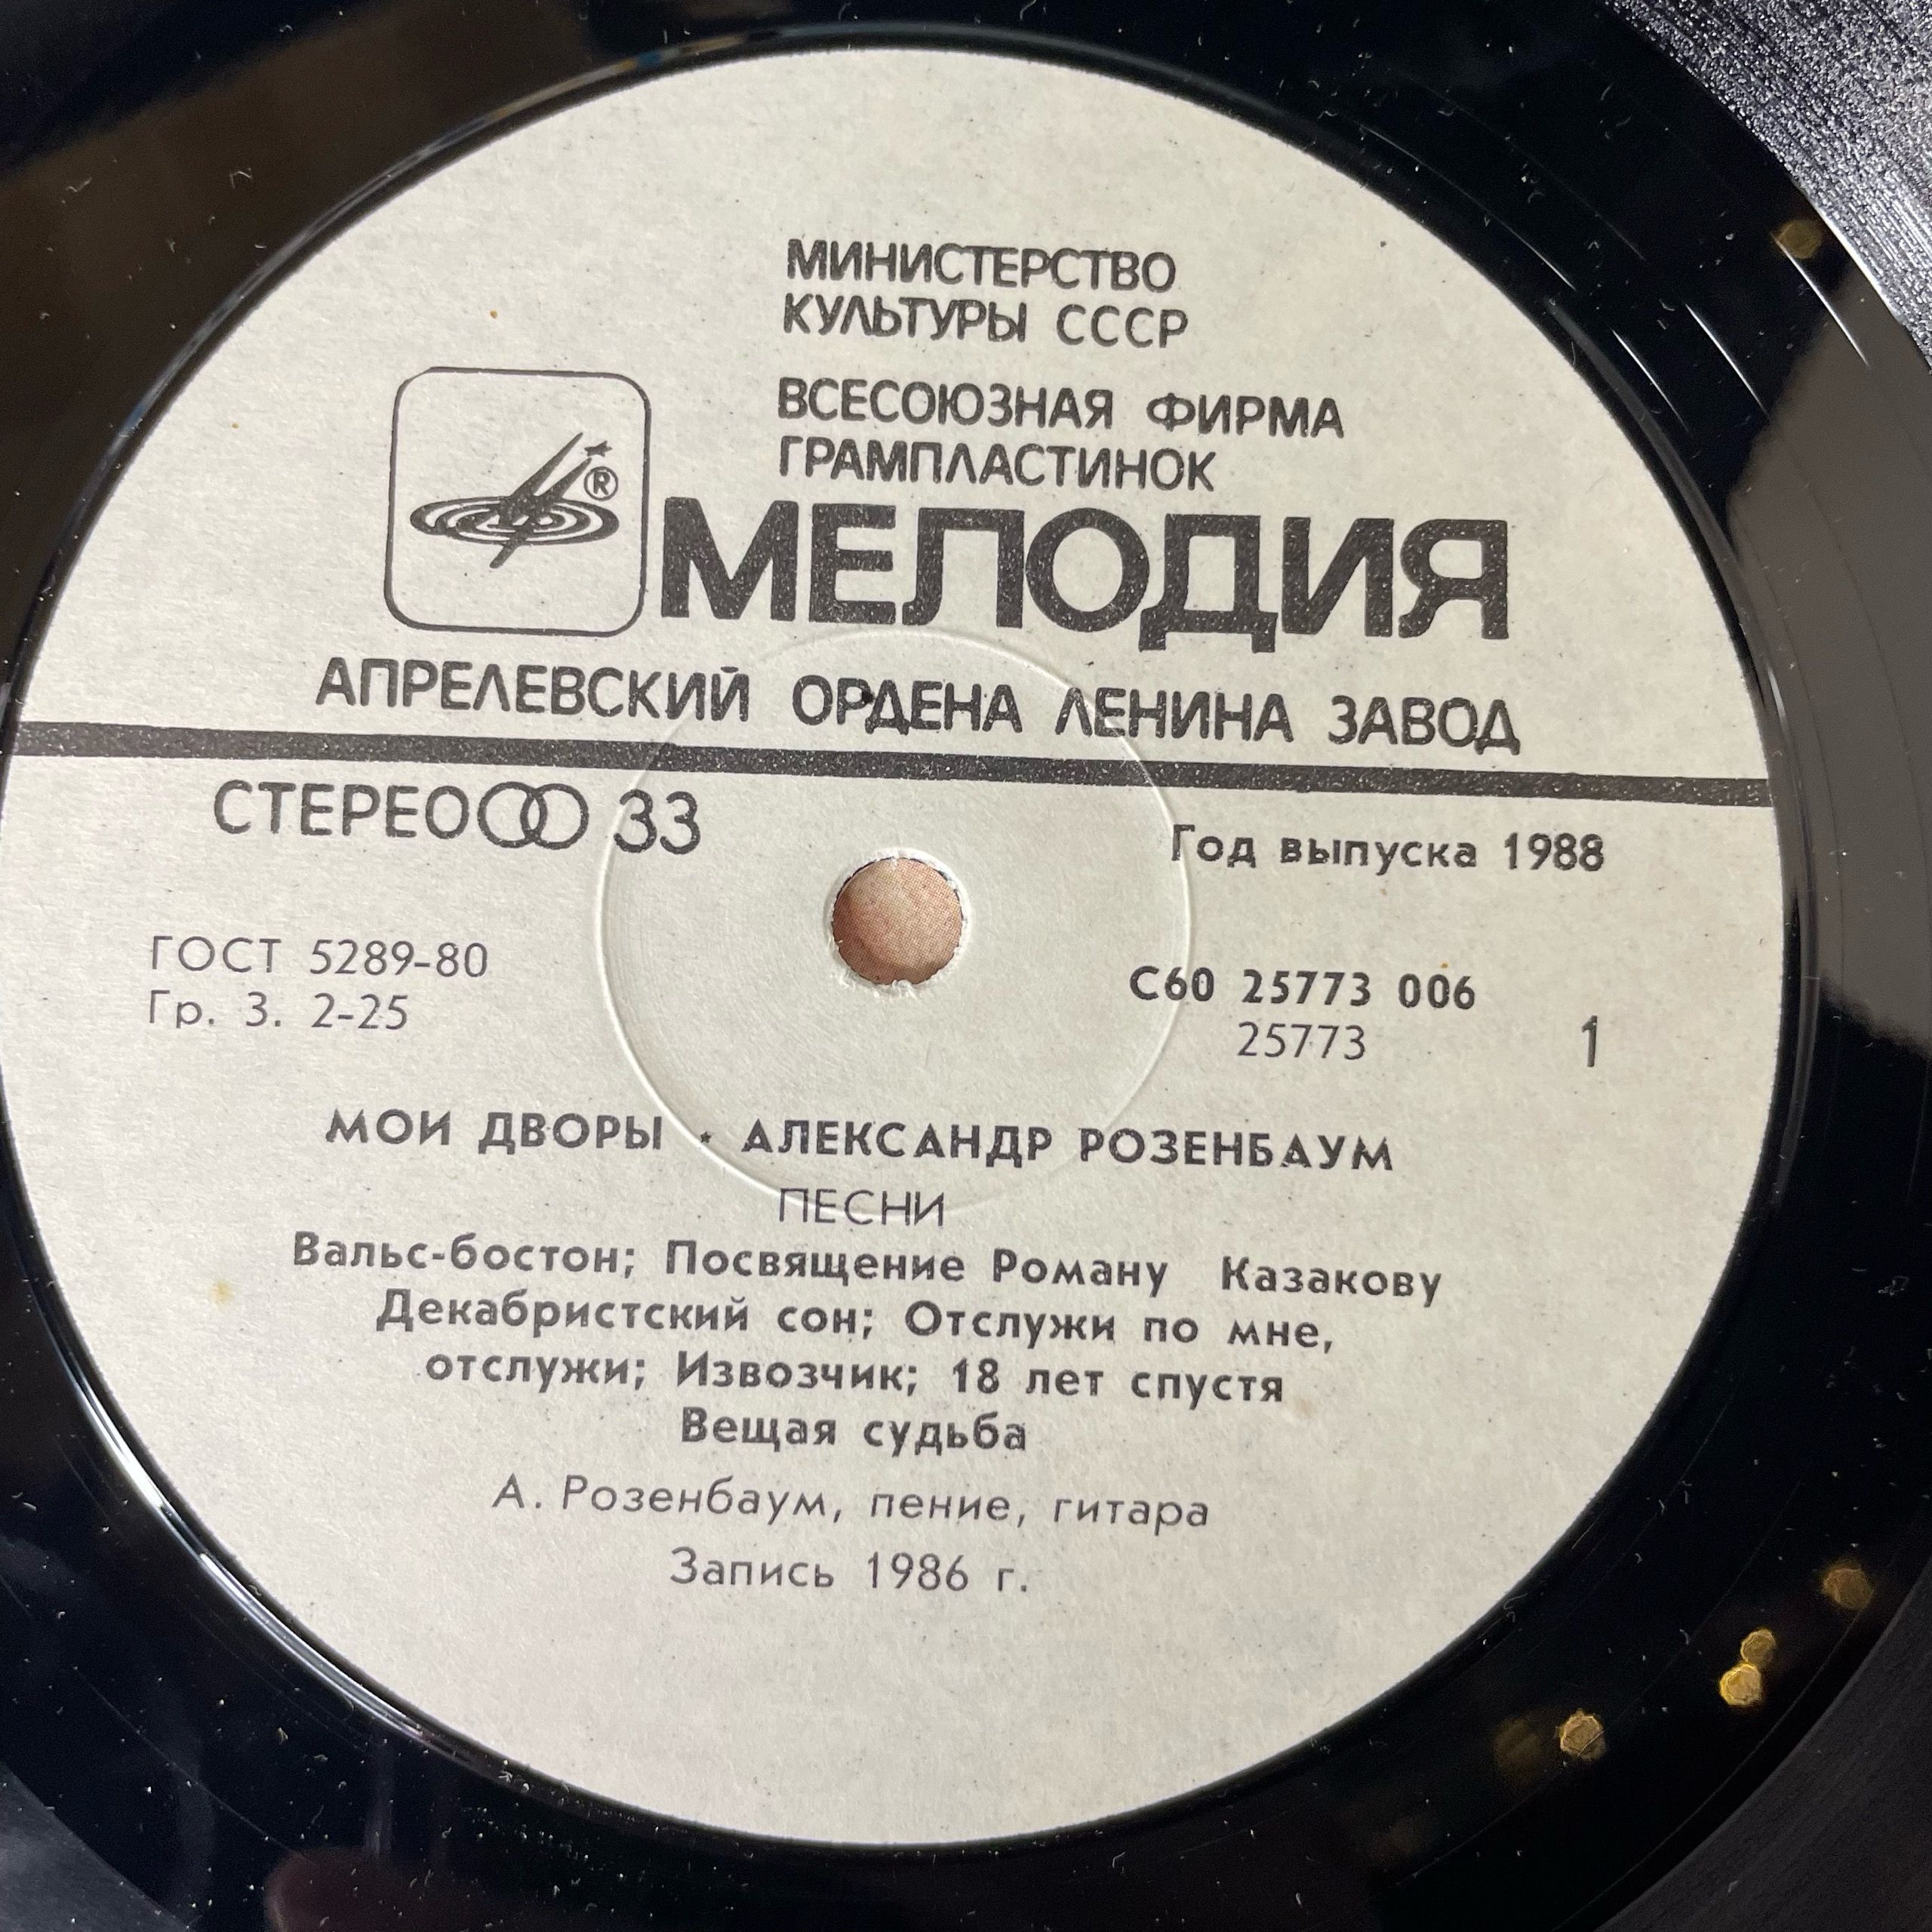 МИНИСТЕРСТВО
КУЛЬТУРЫ СССР
ВСЕСОЮЗНАЯ ФИРМА
ГРАМПЛАСТИНОК
®
МЕЛОДИЯ
АПРЕЛЕВСКИЙ ОРДЕНА ЛЕНИНА ЗАВОД
СТЕРЕО 33
Год выпуска 1988
ГОСТ 5289-80
Гр. 3. 2-25
С60 25773 006
25773
1
МОИ ДВОРЫ · АЛЕКСАНДР РОЗЕНБАУМ
ПЕСНИ
Вальс-бостон; Посвящение Роману Казакову
Декабристский сон; Отслужи по мне,
отслужи; Извозчик; 18 лет спустя
Вещая судьба
А. Розенбаум, пение, гитара
Запись 1986 г.